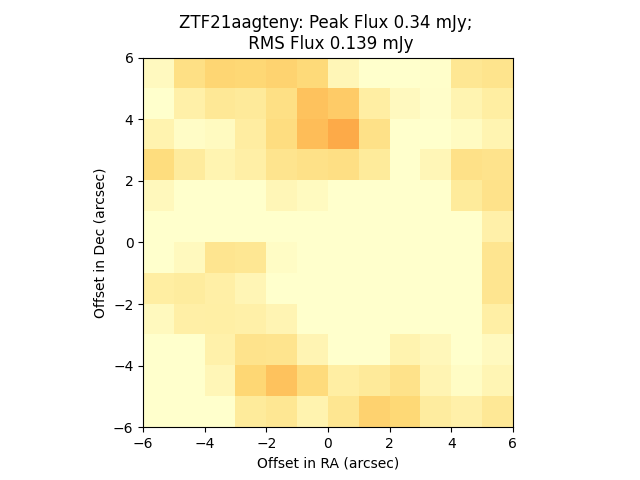 ZTF21aagteny: Peak Flux 0.34 mJy;
RMS Flux 0.139 mJy
6
4
2
0
−2
−4
−6
Offset in Dec (arcsec)
−6 −4 −2 0 2 4 6
Offset in RA (arcsec)